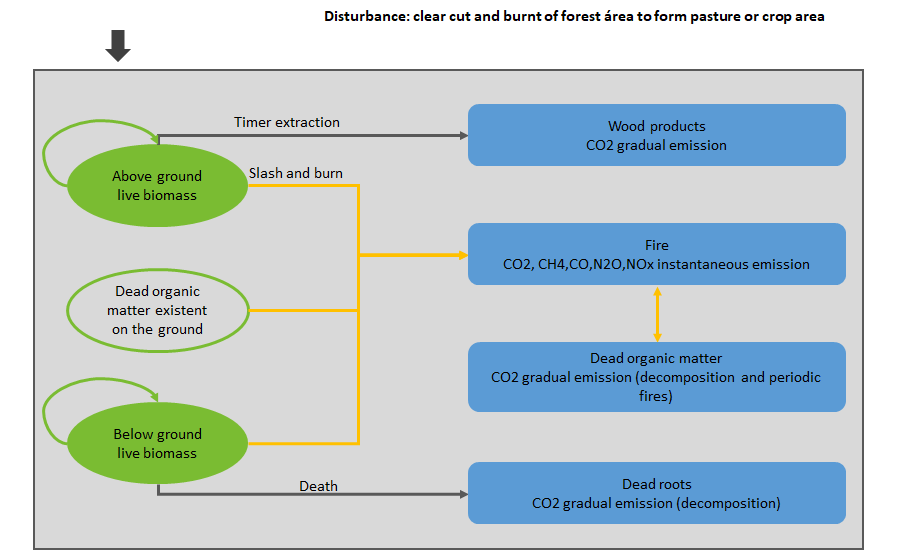 Disturbance: clear cut and burnt of forest área to form pasture or crop area
Timer extraction
Wood products
CO2 gradual emission
Above ground
live biomass
Slash and burn
Fire
CO2, CH4,CO,N2O,NOx instantaneous emission
Dead organic
matter existent
on the ground
Dead organic matter
CO2 gradual emission (decomposition and periodic
fires)
Below ground
live biomass
Death
Dead roots
CO2 gradual emission (decomposition)